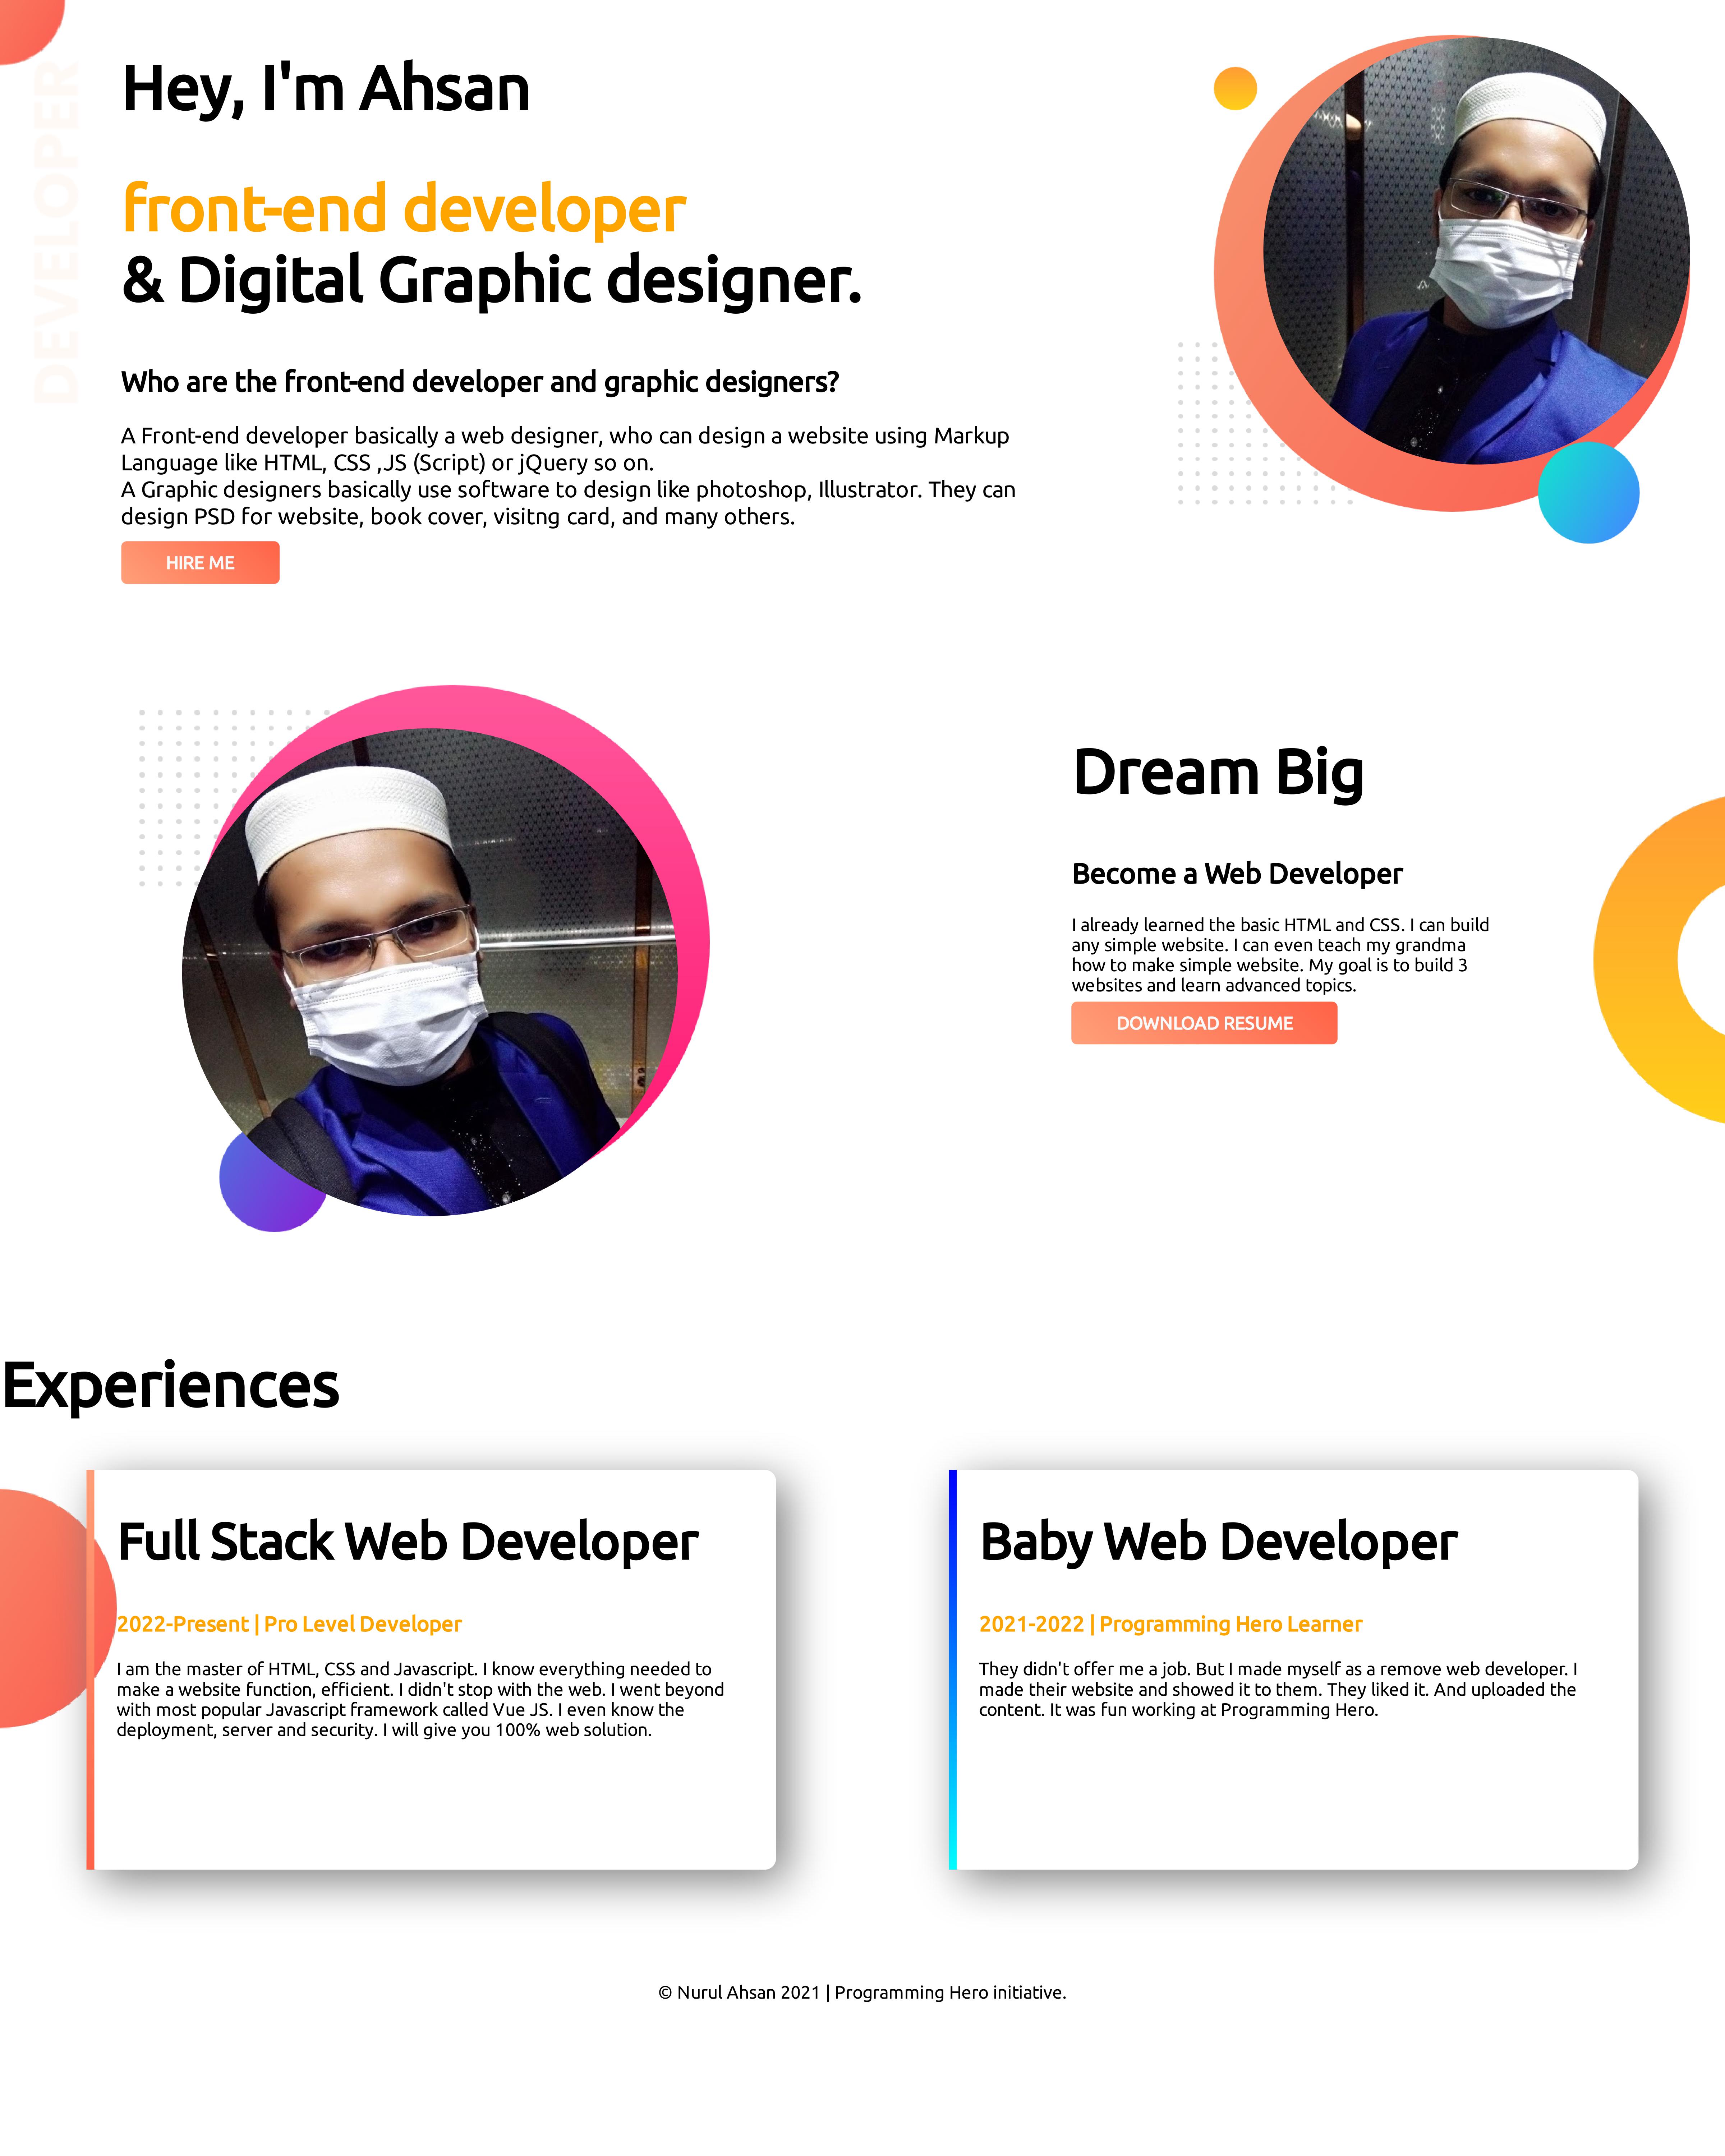 DEVELOPER
Hey, I'm Ahsan
front-end developer
& Digital Graphic designer.
Who are the front-end developer and graphic designers?
A Front-end developer basically a web designer, who can design a website using Markup
Language like HTML, CSS ,JS (Script) or jQuery so on.
A Graphic designers basically use software to design like photoshop, Illustrator. They can
design PSD for website, book cover, visitng card, and many others.
HIRE ME
Dream Big
Become a Web Developer
I already learned the basic HTML and CSS. I can build
any simple website. I can even teach my grandma
how to make simple website. My goal is to build 3
websites and learn advanced topics.
DOWNLOAD RESUME
Experiences
Full Stack Web Developer
2022-Present | Pro Level Developer
I am the master of HTML, CSS and Javascript. I know everything needed to
make a website function, efficient. I didn't stop with the web. I went beyond
with most popular Javascript framework called Vue JS. I even know the
deployment, server and security. I will give you 100% web solution.
Baby Web Developer
2021-2022 | Programming Hero Learner
They didn't offer me a job. But I made myself as a remove web developer. I
made their website and showed it to them. They liked it. And uploaded the
content. It was fun working at Programming Hero.
© Nurul Ahsan 2021 | Programming Hero initiative.